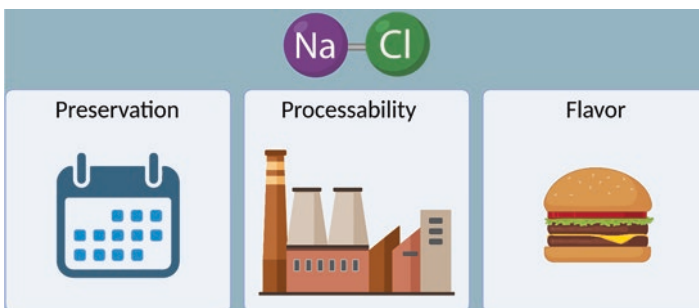 Na Cl
Preservation
Processability
Flavor